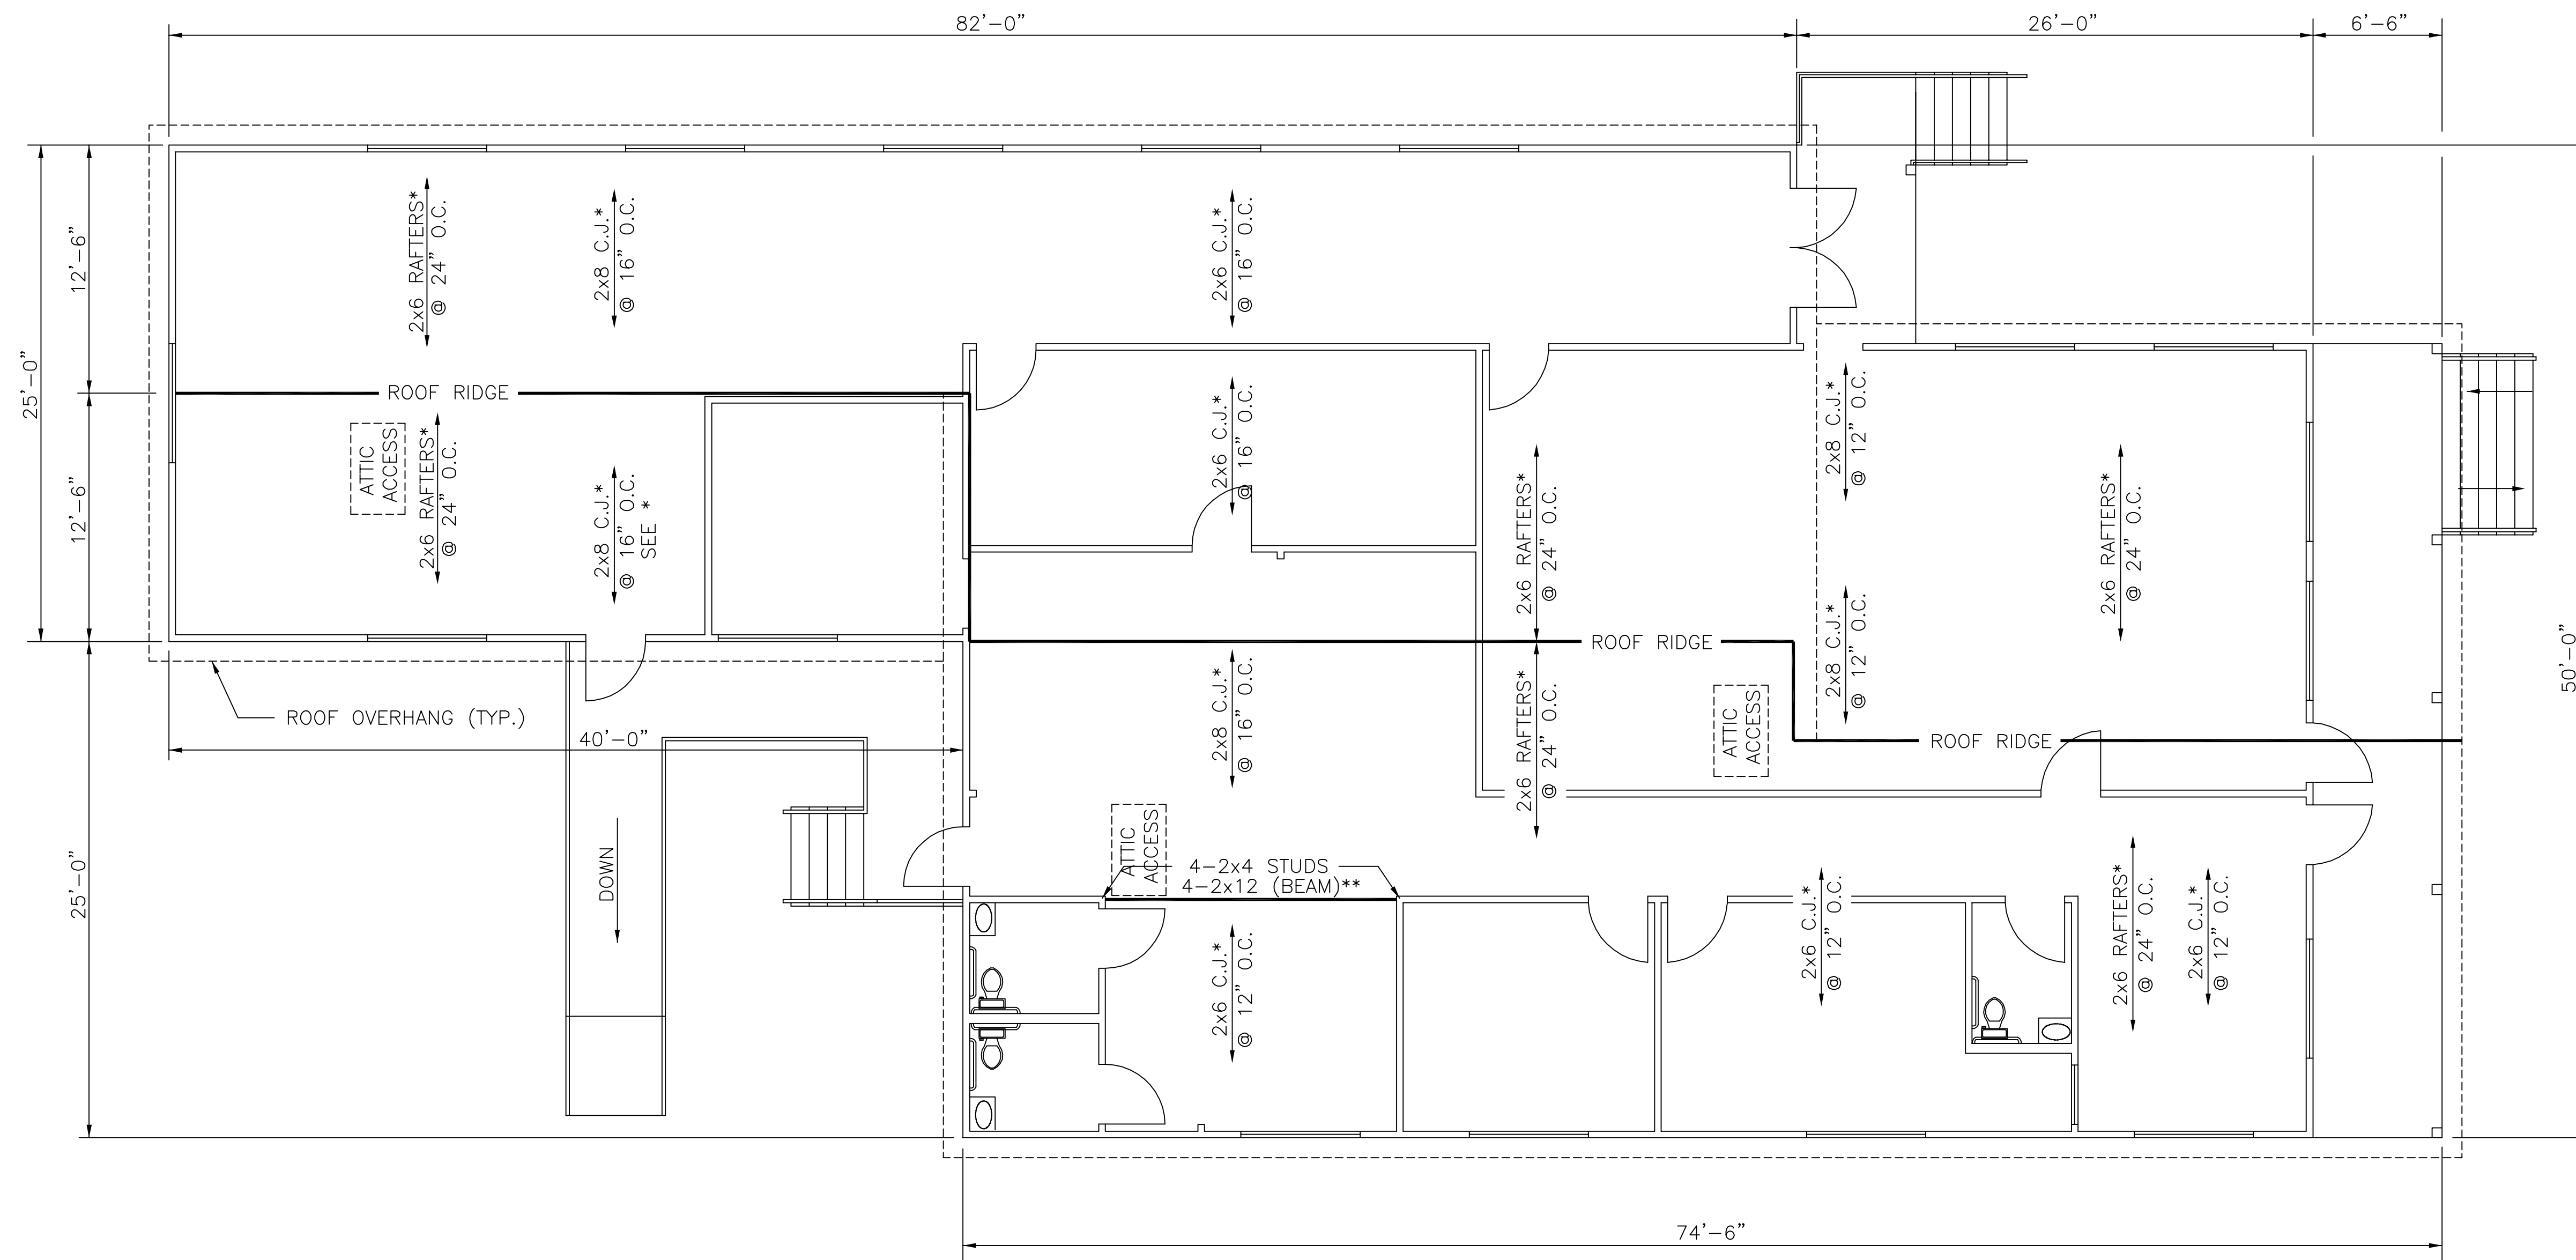 82'-0"
26'-0"
6'-6"
25'-0"
12'-6"
12'-6"
25'-0"
2x6 RAFTERS*
@ 24" O.C.
2x8 C.J.*
@ 16" O.C.
2x6 C.J.*
@ 16" O.C.
ROOF RIDGE
ATTIC
ACCESS
2x6 RAFTERS*
@ 24" O.C.
2x8 C.J.*
@ 16" O.C.
SEE *
2x6 C.J.*
@ 16" O.C.
2x6 RAFTERS*
@ 24" O.C.
2x8 C.J.*
@ 12" O.C.
2x6 RAFTERS*
@ 24" O.C.
50'-0"
ROOF RIDGE
2x8 C.J.*
@ 12" O.C.
ROOF OVERHANG (TYP.)
40'-0"
2x8 C.J.*
@ 16" O.C.
2x6 RAFTERS*
@ 24" O.C.
ATTIC
ACCESS
ROOF RIDGE
DOWN
ATTIC
ACCESS
4-2x4 STUDS
4-2x12 (BEAM)**
2x6 C.J.*
@ 12" O.C.
2x6 C.J.*
@ 12" O.C.
2x6 RAFTERS*
@ 24" O.C.
2x6 C.J.*
@ 12" O.C.
74'-6"